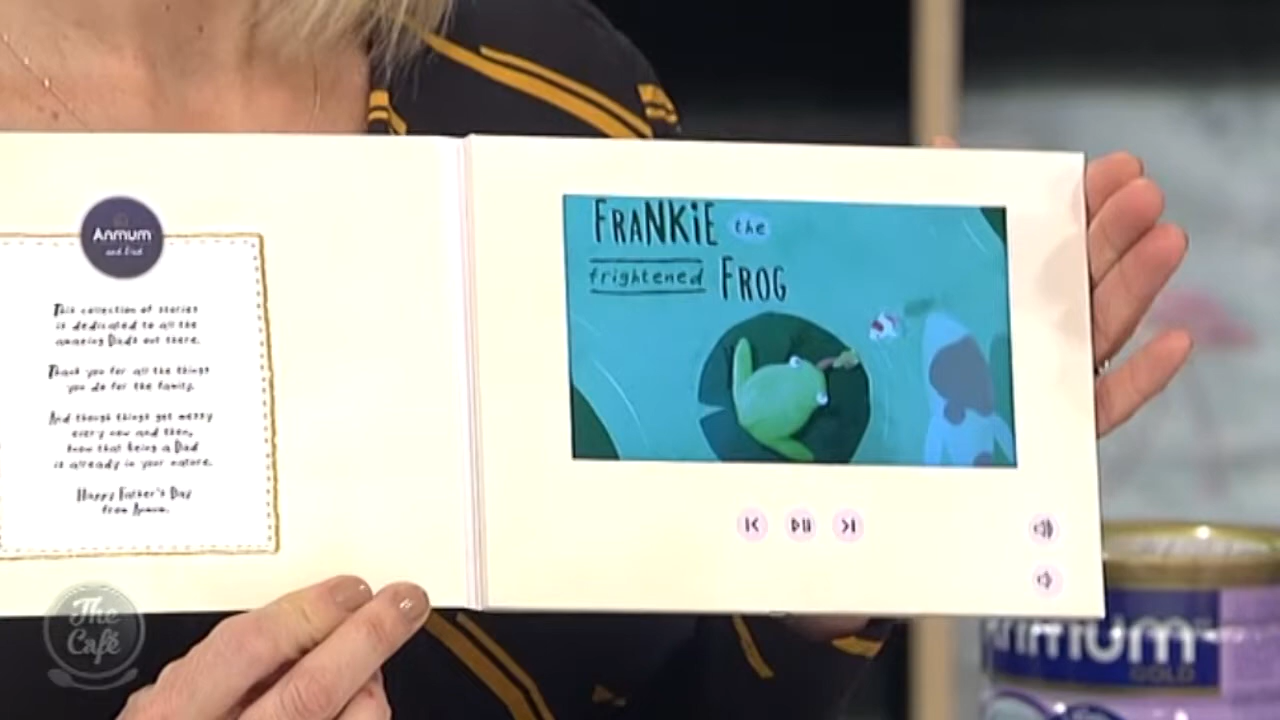 Anmum
and Dad
This collection of stories
is dedicated to all the
amazing Dads out there.
Thank you for all the things
you do for the family.
And though things get messy
every now and then,
know that being a Dad
is already in your nature.
Happy Father's Day
from Anmum.
FRANKiE the
frightened FROG
The
Café
Anmum
GOLD